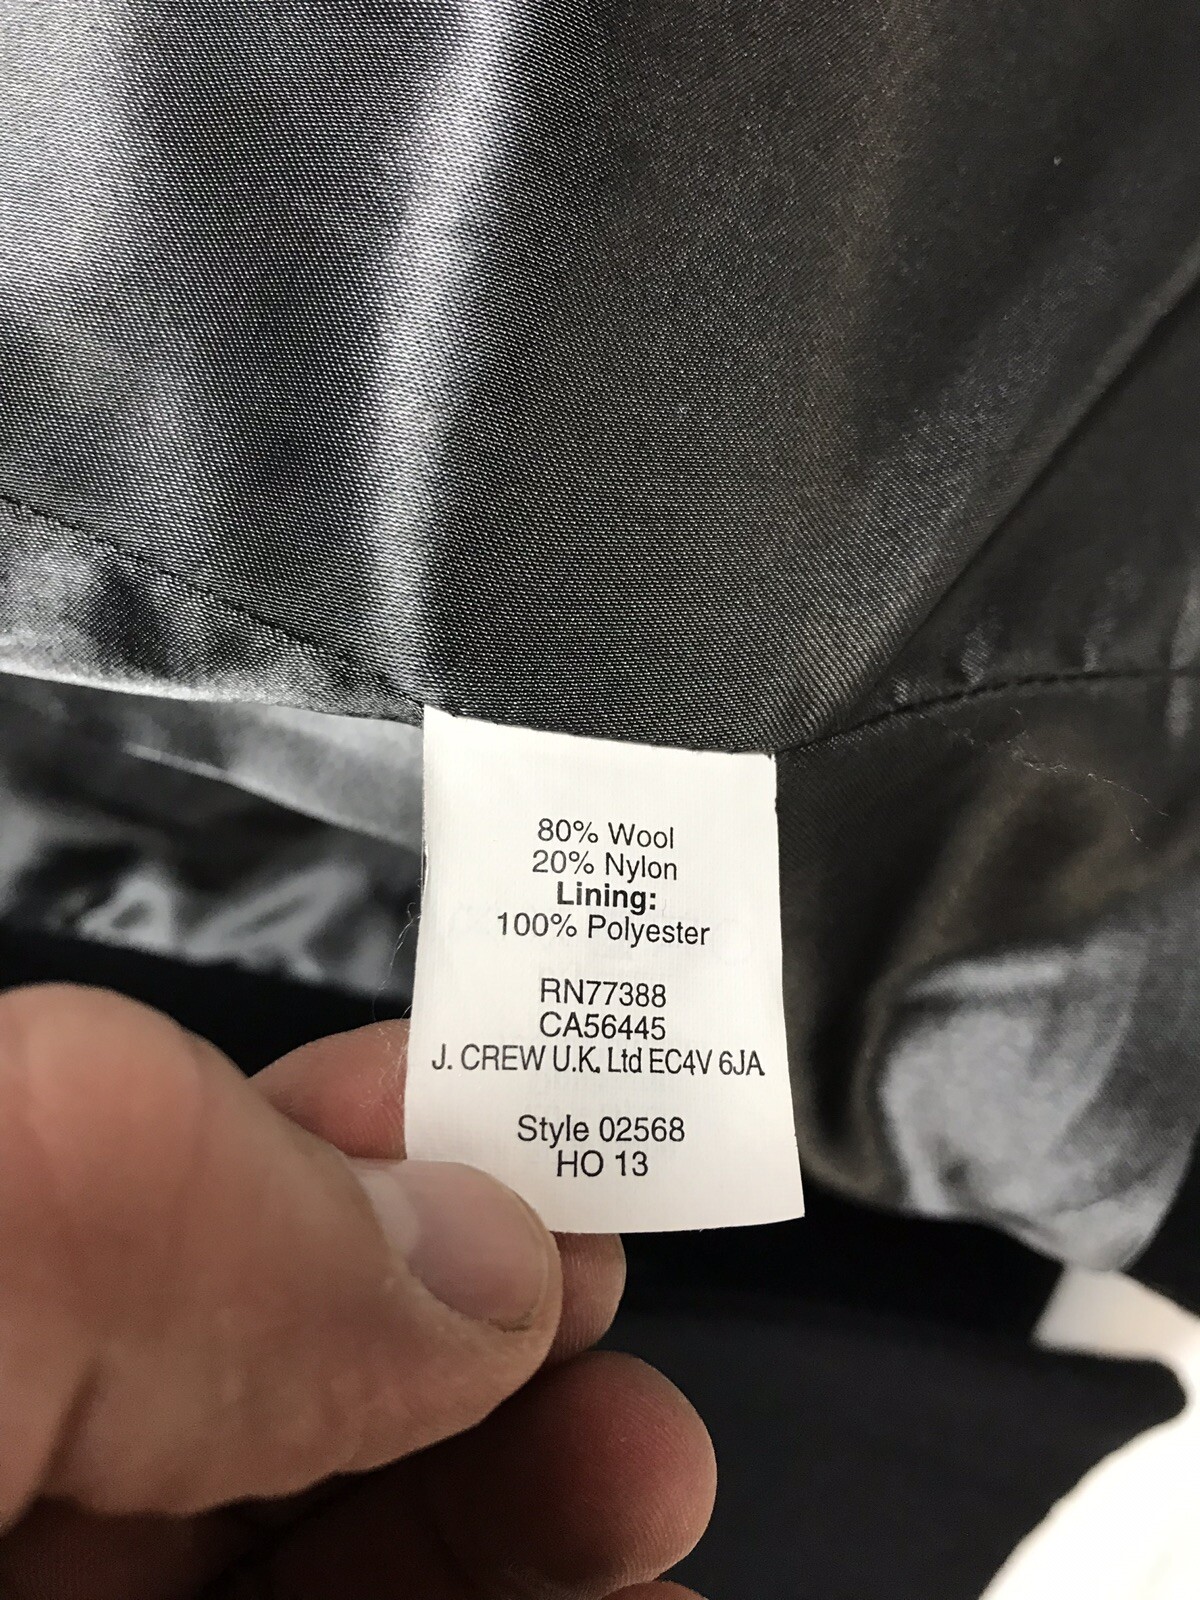 80% Wool
20% Nylon
Lining:
100% Polyester
RN77388
CA56445
J. CREW U.K. Ltd EC4V 6JA
Style 02568
HO 13